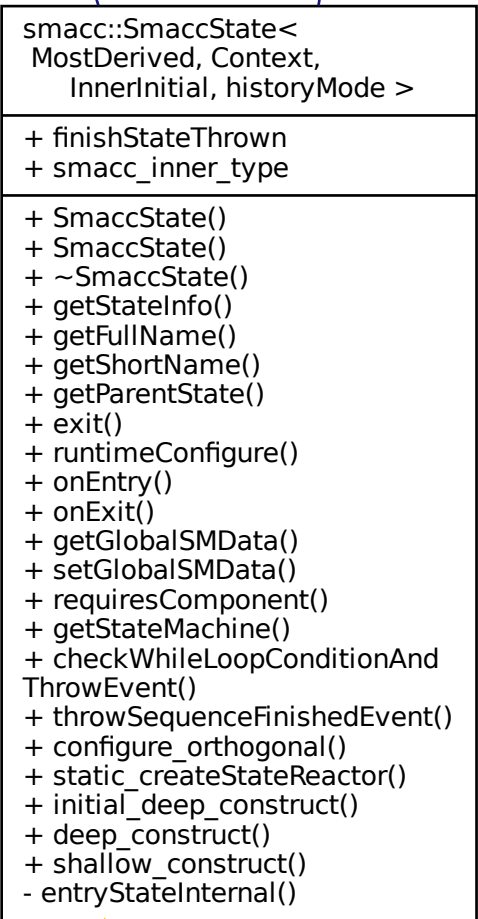 smacc::SmaccState<
MostDerived, Context,
InnerInitial, historyMode >
+ finishStateThrown
+ smacc_inner_type
+ SmaccState()
+ SmaccState()
+ ~SmaccState()
+ getStateInfo()
+ getFullName()
+ getShortName()
+ getParentState()
+ exit()
+ runtimeConfigure()
+ onEntry()
+ onExit()
+ getGlobalSMData()
+ setGlobalSMData()
+ requiresComponent()
+ getStateMachine()
+ checkWhileLoopConditionAnd
ThrowEvent()
+ throwSequenceFinishedEvent()
+ configure_orthogonal()
+ static_createStateReactor()
+ initial_deep_construct()
+ deep_construct()
+ shallow_construct()
- entryStateInternal()